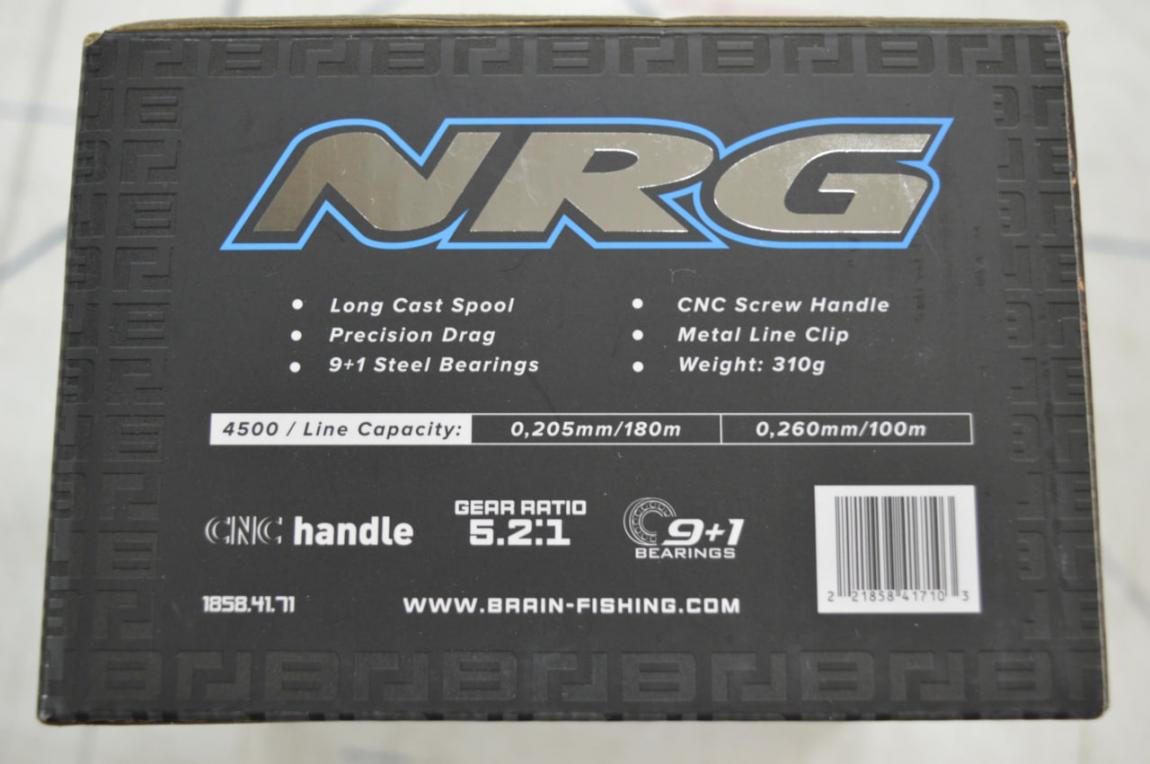 NRG
Long Cast Spool
Precision Drag
9+1 Steel Bearings
CNC Screw Handle
Metal Line Clip
Weight: 310g
4500 / Line Capacity: 0,205mm/180m 0,260mm/100m
CNC handle
GEAR RATIO
5.2:1
9+1
BEARINGS
1858.41.71
WWW.BRAIN-FISHING.COM
2 21858 41710 3